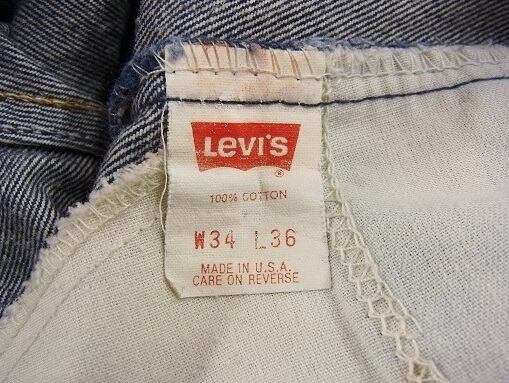 Levi's
®
100% COTTON
W34 L36
MADE IN U.S.A.
CARE ON REVERSE